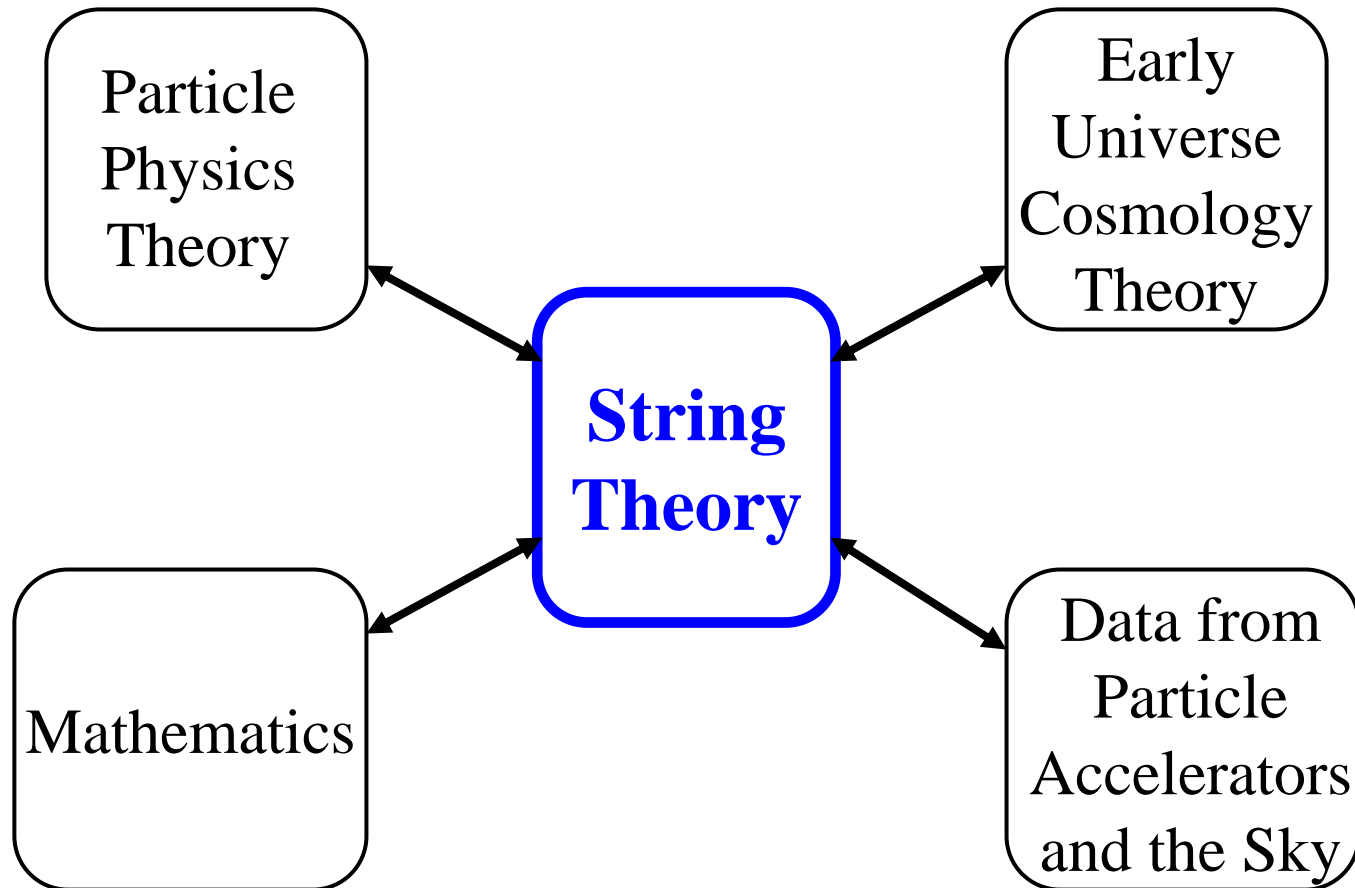 Particle
Physics
Theory
Early
Universe
Cosmology
Theory
String
Theory
Mathematics
Data from
Particle
Accelerators
and the Sky